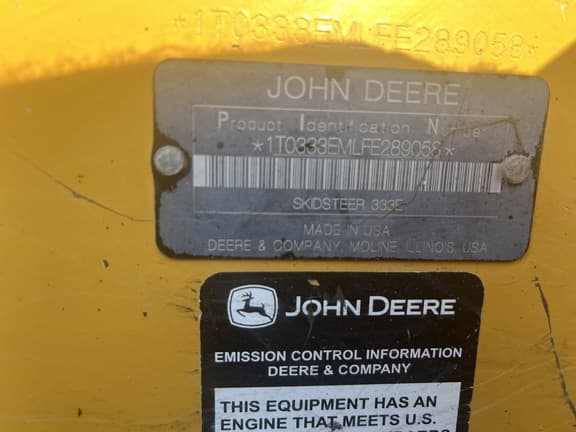 *1T0333EMLFE289058*
JOHN DEERE
Product Identification Number
*1T0333EMLFE289058*
SKIDSTEER 333E
MADE IN USA
DEERE & COMPANY, MOLINE, ILLINOIS, USA
JOHN DEERE
EMISSION CONTROL INFORMATION
DEERE & COMPANY
THIS EQUIPMENT HAS AN
ENGINE THAT MEETS U.S.